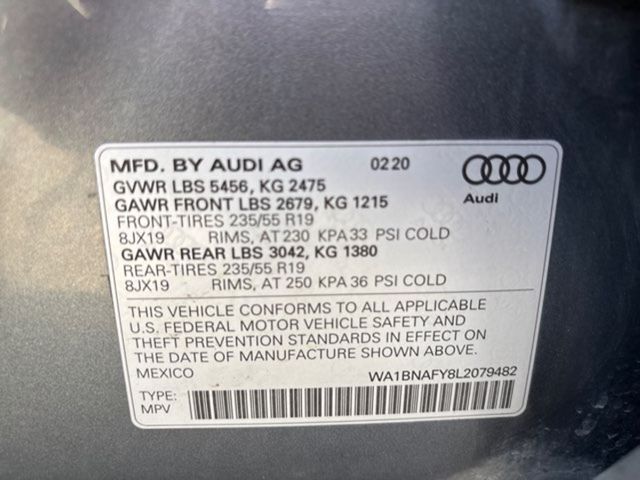 MFD. BY AUDI AG 02 20
GVWR LBS 5456, KG 2475
GAWR FRONT LBS 2679, KG 1215
Audi
FRONT-TIRES 235/55 R19
8JX19 RIMS, AT 230 KPA 33 PSI COLD
GAWR REAR LBS 3042, KG 1380
REAR-TIRES 235/55 R19
8JX19 RIMS, AT 250 KPA 36 PSI COLD
THIS VEHICLE CONFORMS TO ALL APPLICABLE
U.S. FEDERAL MOTOR VEHICLE SAFETY AND
THEFT PREVENTION STANDARDS IN EFFECT ON
THE DATE OF MANUFACTURE SHOWN ABOVE.
MEXICO WA1BNAFY8L2079482
TYPE:
MPV